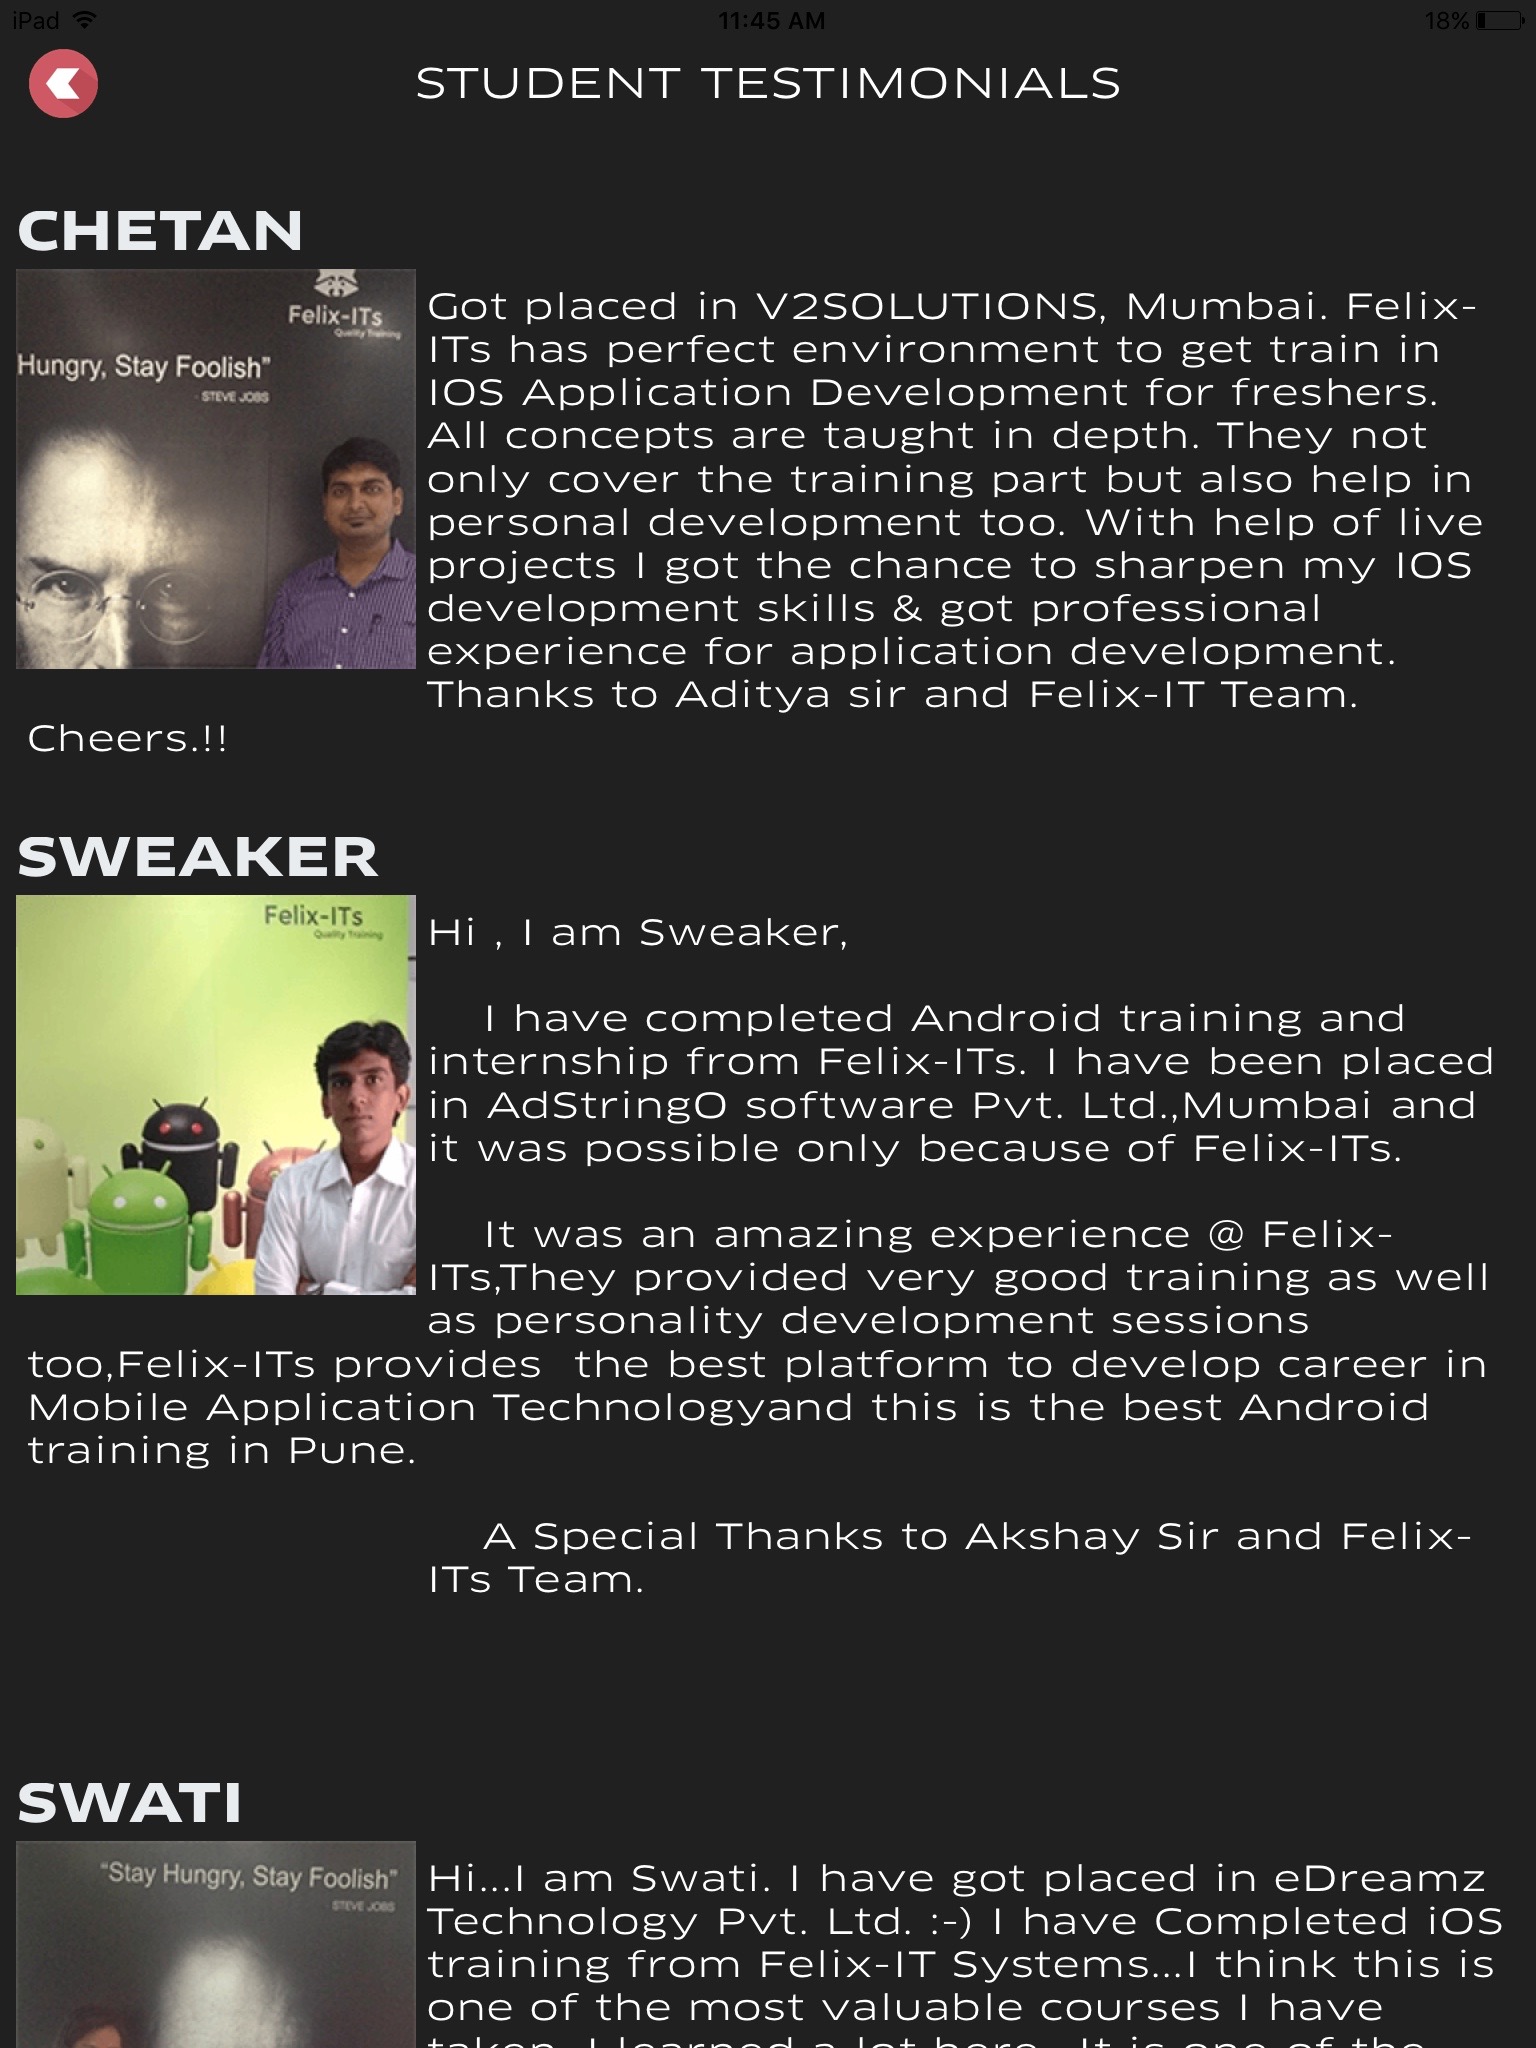 iPad
11:45 AM
18%
STUDENT TESTIMONIALS
CHETAN
Felix-ITs
Quality Training
Hungry, Stay Foolish”
- STEVE JOBS
Got placed in V2SOLUTIONS, Mumbai. Felix-
ITs has perfect environment to get train in
IOS Application Development for freshers.
All concepts are taught in depth. They not
only cover the training part but also help in
personal development too. With help of live
projects I got the chance to sharpen my IOS
development skills & got professional
experience for application development.
Thanks to Aditya sir and Felix-IT Team.
Cheers.!!
SWEAKER
Felix-ITs
Quality Training
Hi , I am Sweaker,
I have completed Android training and
internship from Felix-ITs. I have been placed
in AdStringO software Pvt. Ltd.,Mumbai and
it was possible only because of Felix-ITs.
It was an amazing experience @ Felix-
ITs,They provided very good training as well
as personality development sessions
too,Felix-ITs provides  the best platform to develop career in
Mobile Application Technologyand this is the best Android
training in Pune.
A Special Thanks to Akshay Sir and Felix-
ITs Team.
SWATI
“Stay Hungry, Stay Foolish”
STEVE JOBS
Hi...I am Swati. I have got placed in eDreamz
Technology Pvt. Ltd. :-) I have Completed iOS
training from Felix-IT Systems...I think this is
one of the most valuable courses I have
taken. I learned a lot here.. It is one of the